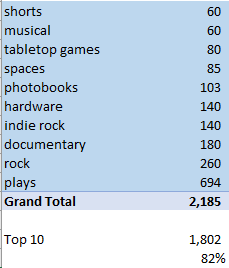 shorts 60
musical 60
tabletop games 80
spaces 85
photobooks 103
hardware 140
indie rock 140
documentary 180
rock 260
plays 694
Grand Total 2,185
Top 10 1,802
82%